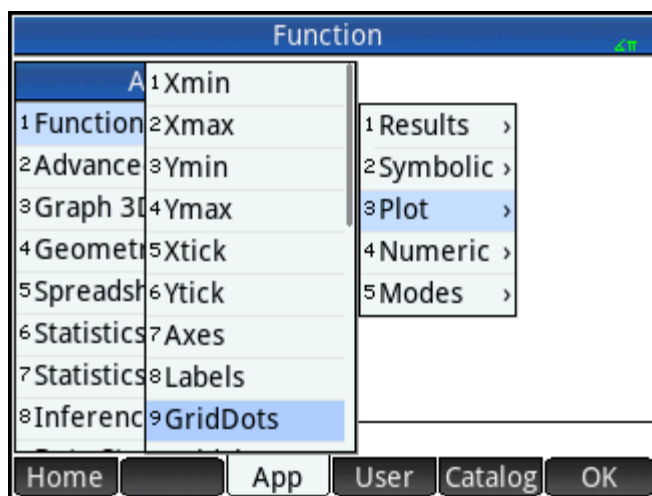 Function
∡π
A
1 Function
2 Advance
3 Graph 3D
4 Geometr
5 Spreadsh
6 Statistics
7 Statistics
8 Inferenc
1 Xmin
2 Xmax
3 Ymin
4 Ymax
5 Xtick
6 Ytick
7 Axes
8 Labels
9 GridDots
1 Results ›
2 Symbolic ›
3 Plot ›
4 Numeric ›
5 Modes ›
Home App User Catalog OK